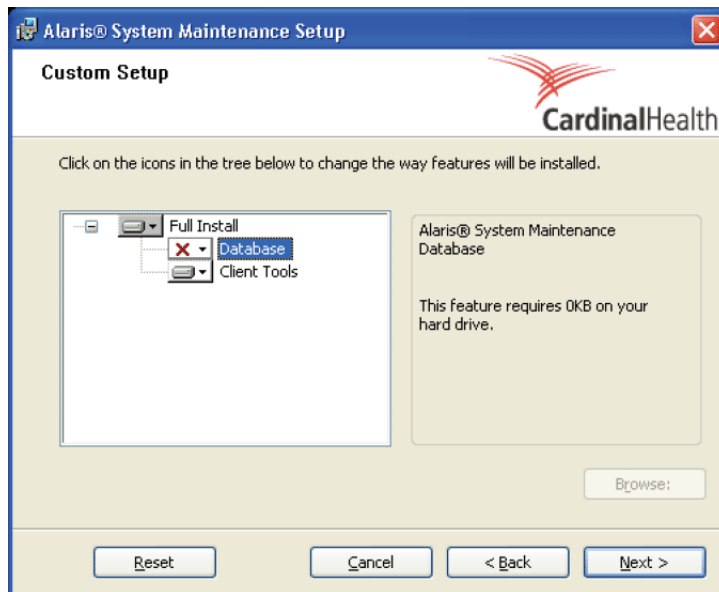 Alaris® System Maintenance Setup
Custom Setup
CardinalHealth
Click on the icons in the tree below to change the way features will be installed.
Full Install
Database
Client Tools
Alaris® System Maintenance
Database
This feature requires 0KB on your
hard drive.
Browse:
Reset
Cancel
< Back
Next >